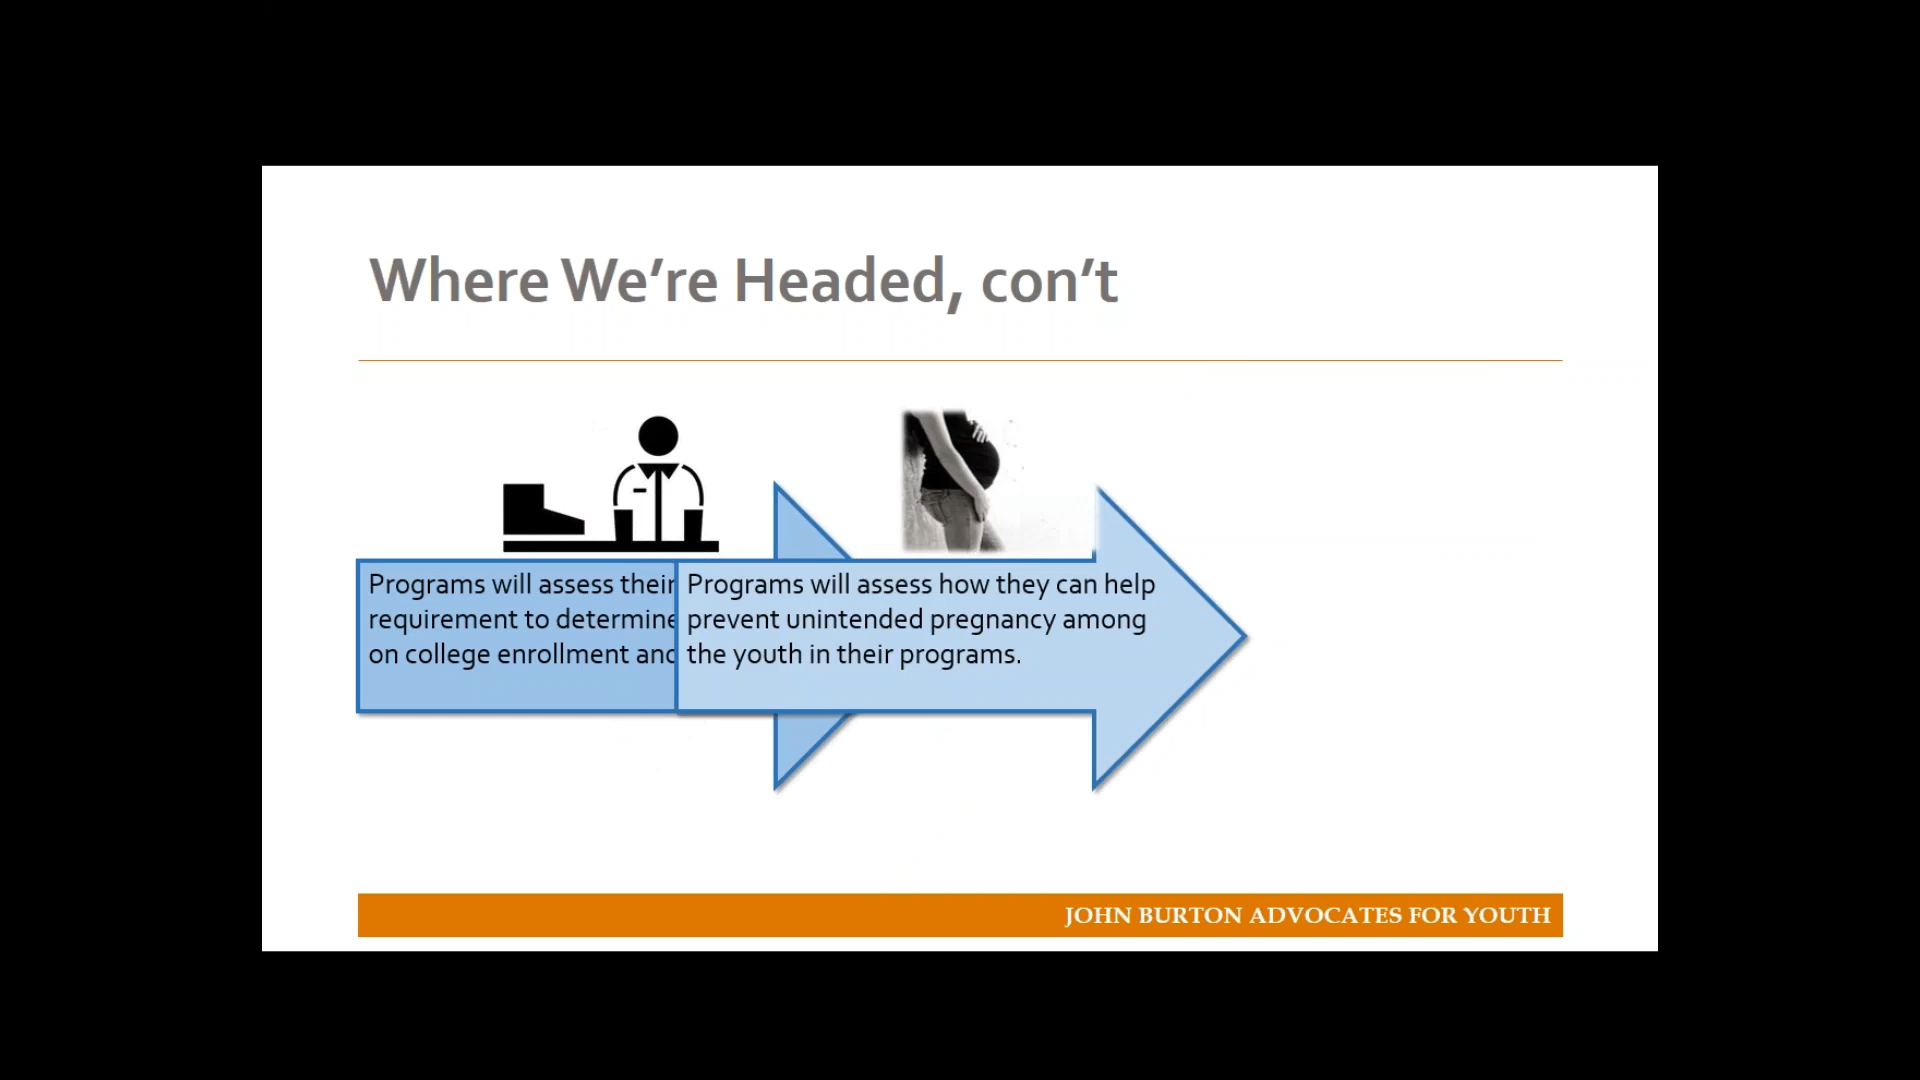 Where We’re Headed, con’t
Programs will assess their
requirement to determine
on college enrollment and
Programs will assess how they can help
prevent unintended pregnancy among
the youth in their programs.
JOHN BURTON ADVOCATES FOR YOUTH